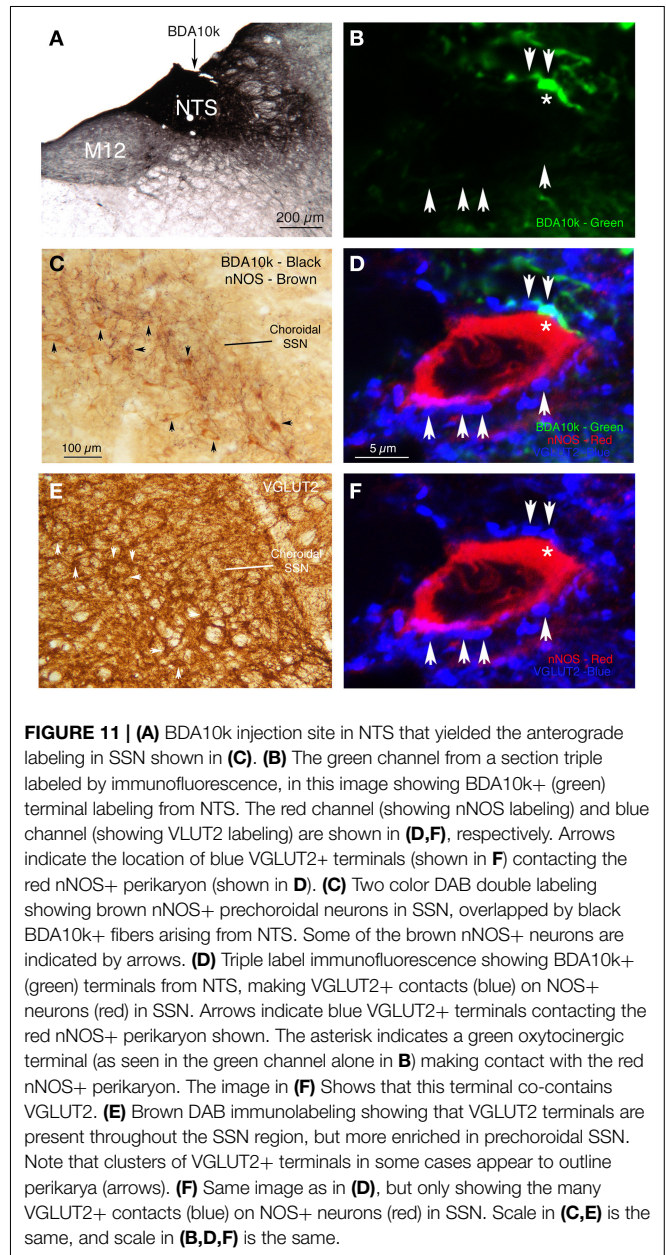 A
BDA10k
NTS
M12
200 µm
B
*
BDA10k - Green
C
BDA10k - Black
nNOS - Brown
Choroidal
SSN
100 µm
D
*
5 µm
BDA10k - Green
nNOS - Red
VGLUT2 - Blue
E
VGLUT2
Choroidal
SSN
F
*
nNOS - Red
VGLUT2 - Blue
FIGURE 11 | (A) BDA10k injection site in NTS that yielded the anterograde
labeling in SSN shown in (C). (B) The green channel from a section triple
labeled by immunofluorescence, in this image showing BDA10k+ (green)
terminal labeling from NTS. The red channel (showing nNOS labeling) and blue
channel (showing VLUT2 labeling) are shown in (D,F), respectively. Arrows
indicate the location of blue VGLUT2+ terminals (shown in F) contacting the
red nNOS+ perikaryon (shown in D). (C) Two color DAB double labeling
showing brown nNOS+ prechoroidal neurons in SSN, overlapped by black
BDA10k+ fibers arising from NTS. Some of the brown nNOS+ neurons are
indicated by arrows. (D) Triple label immunofluorescence showing BDA10k+
(green) terminals from NTS, making VGLUT2+ contacts (blue) on NOS+
neurons (red) in SSN. Arrows indicate blue VGLUT2+ terminals contacting the
red nNOS+ perikaryon shown. The asterisk indicates a green oxytocinergic
terminal (as seen in the green channel alone in B) making contact with the red
nNOS+ perikaryon. The image in (F) Shows that this terminal co-contains
VGLUT2. (E) Brown DAB immunolabeling showing that VGLUT2 terminals are
present throughout the SSN region, but more enriched in prechoroidal SSN.
Note that clusters of VGLUT2+ terminals in some cases appear to outline
perikarya (arrows). (F) Same image as in (D), but only showing the many
VGLUT2+ contacts (blue) on NOS+ neurons (red) in SSN. Scale in (C,E) is the
same, and scale in (B,D,F) is the same.